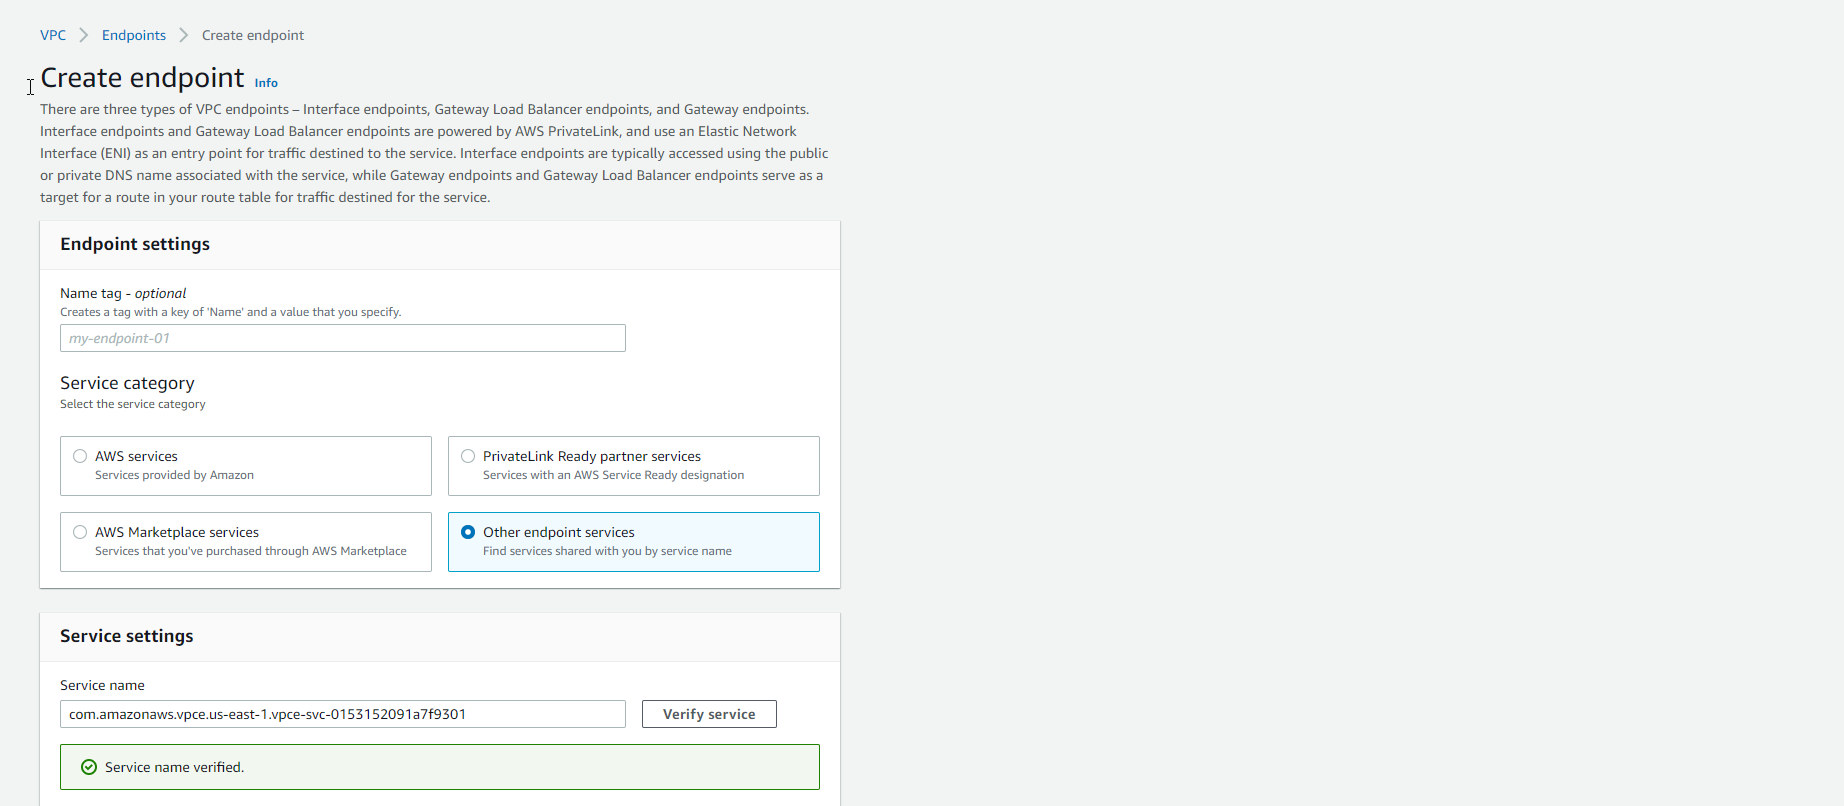 VPC > Endpoints > Create endpoint
Create endpoint Info
There are three types of VPC endpoints – Interface endpoints, Gateway Load Balancer endpoints, and Gateway endpoints.
Interface endpoints and Gateway Load Balancer endpoints are powered by AWS PrivateLink, and use an Elastic Network
Interface (ENI) as an entry point for traffic destined to the service. Interface endpoints are typically accessed using the public
or private DNS name associated with the service, while Gateway endpoints and Gateway Load Balancer endpoints serve as a
target for a route in your route table for traffic destined for the service.
Endpoint settings
Name tag - optional
Creates a tag with a key of 'Name' and a value that you specify.
my-endpoint-01
Service category
Select the service category
AWS services
Services provided by Amazon
PrivateLink Ready partner services
Services with an AWS Service Ready designation
AWS Marketplace services
Services that you've purchased through AWS Marketplace
Other endpoint services
Find services shared with you by service name
Service settings
Service name
com.amazonaws.vpce.us-east-1.vpce-svc-0153152091a7f9301
Verify service
Service name verified.